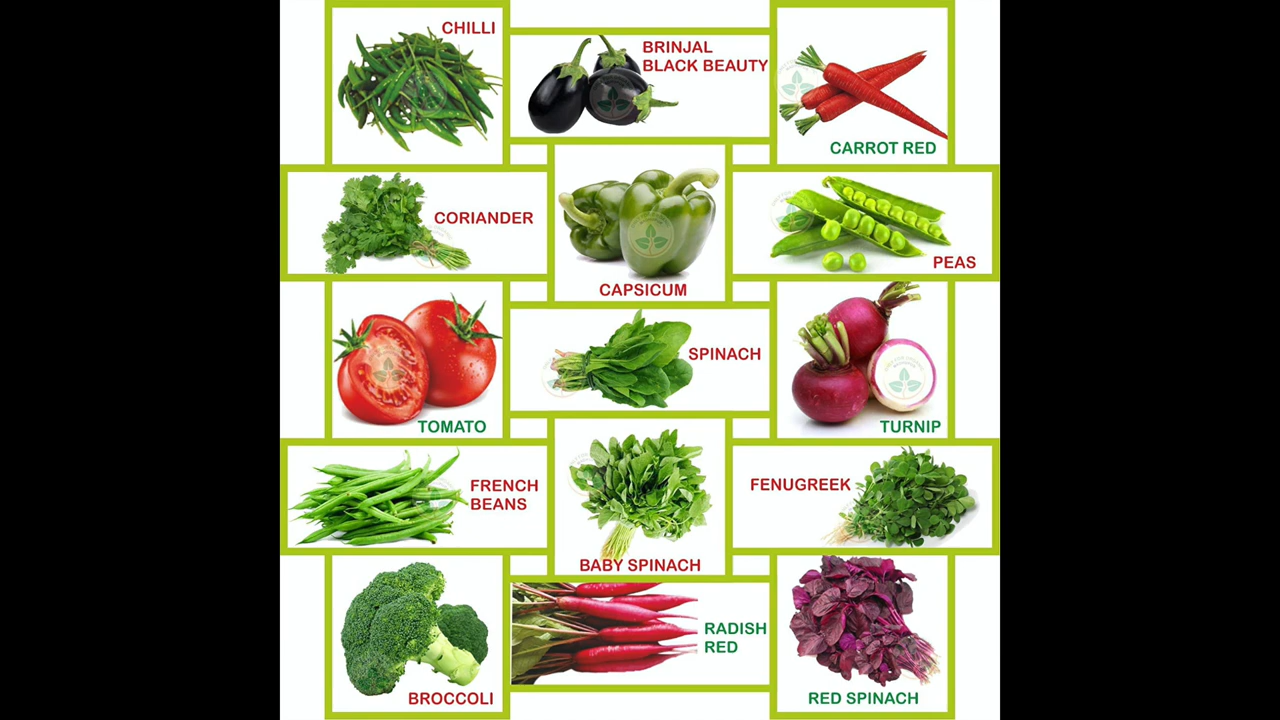 CHILLI
BRINJAL
BLACK BEAUTY
CARROT RED
CORIANDER
CAPSICUM
PEAS
TOMATO
SPINACH
TURNIP
FRENCH
BEANS
BABY SPINACH
FENUGREEK
BROCCOLI
RADISH
RED
RED SPINACH